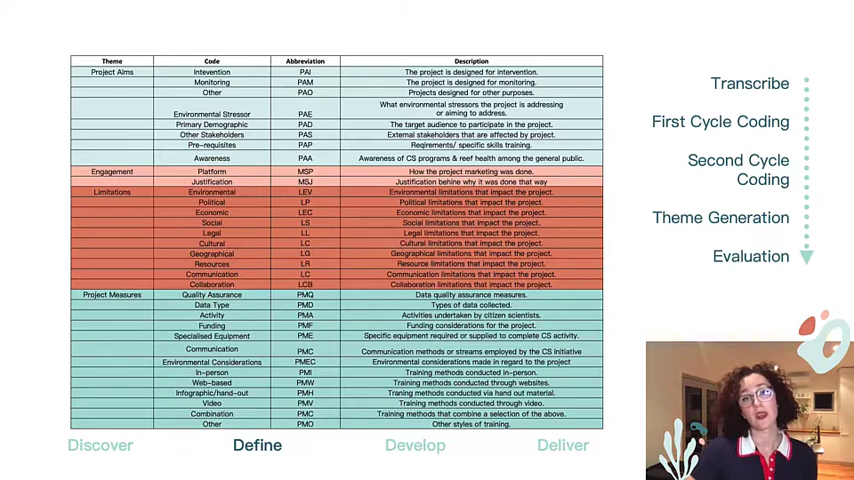 Theme Code Abbreviation Description
Project Aims Intevention PAI The project is designed for intervention.
Monitoring PAM The project is designed for monitoring.
Other PAO Projects designed for other purposes.
What environmental stressors the project is addressing
Environmental Stressor PAE or aiming to address.
Primary Demographic PAD The target audience to participate in the project.
Other Stakeholders PAS External stakeholders that are affected by project.
Pre-requisites PAP Reqirements/ specific skills training.
Awareness PAA Awareness of CS programs & reef health among the general public.
Engagement Platform MSP How the project marketing was done.
Justification MSJ Justification behine why it was done that way
Limitations Environmental LEV Environmental limitations that impact the project.
Political LP Political limitations that impact the project.
Economic LEC Economic limitations that impact the project.
Social LS Social limitations that impact the project.
Legal LL Legal limitations that impact the project.
Cultural LC Cultural limitations that impact the project.
Geographical LG Geographical limitations that impact the project.
Resources LR Resource limitations that impact the project.
Communication LC Communication limitations that impact the project.
Collaboration LCB Collaboration limitations that impact the project.
Project Measures Quality Assurance PMQ Data quality assurance measures.
Data Type PMD Types of data collected.
Activity PMA Activities undertaken by citizen scientists.
Funding PMF Funding considerations for the project.
Specialised Equipment PME Specific equipment required or supplied to complete CS activity.
Communication PMC Communication methods or streams employed by the CS Initiative
Environmental Considerations PMEC Environmental considerations made in regard to the project
In-person PMI Training methods conducted in-person.
Web-based PMW Training methods conducted through websites.
Infographic/hand-out PMH Traning methods conducted via hand out material.
Video PMV Training methods conducted through video.
Combination PMC Training methods that combine a selection of the above.
Other PMO Other styles of training.
Transcribe
First Cycle Coding
Second Cycle
Coding
Theme Generation
Evaluation
Discover Define Develop Deliver